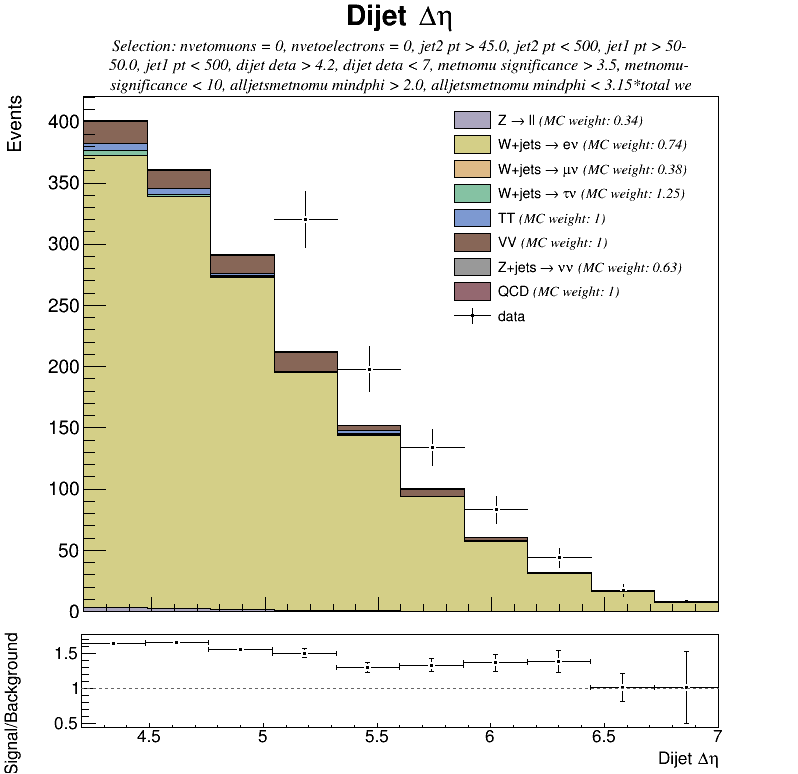 Dijet Δη
Selection: nvetomuons = 0, nvetoelectrons = 0, jet2 pt > 45.0, jet2 pt < 500, jet1 pt > 50-
50.0, jet1 pt < 500, dijet deta > 4.2, dijet deta < 7, metnomu significance > 3.5, metnomu-
significance < 10, alljetsmetnomu mindphi > 2.0, alljetsmetnomu mindphi < 3.15*total we
Events
400
350
300
250
200
150
100
50
0
Z → ll (MC weight: 0.34)
W+jets → eν (MC weight: 0.74)
W+jets → μν (MC weight: 0.38)
W+jets → τν (MC weight: 1.25)
TT (MC weight: 1)
VV (MC weight: 1)
Z+jets → νν (MC weight: 0.63)
QCD (MC weight: 1)
data
Signal/Background
1.5
1
0.5
4.5 5 5.5 6 6.5 7
Dijet Δη